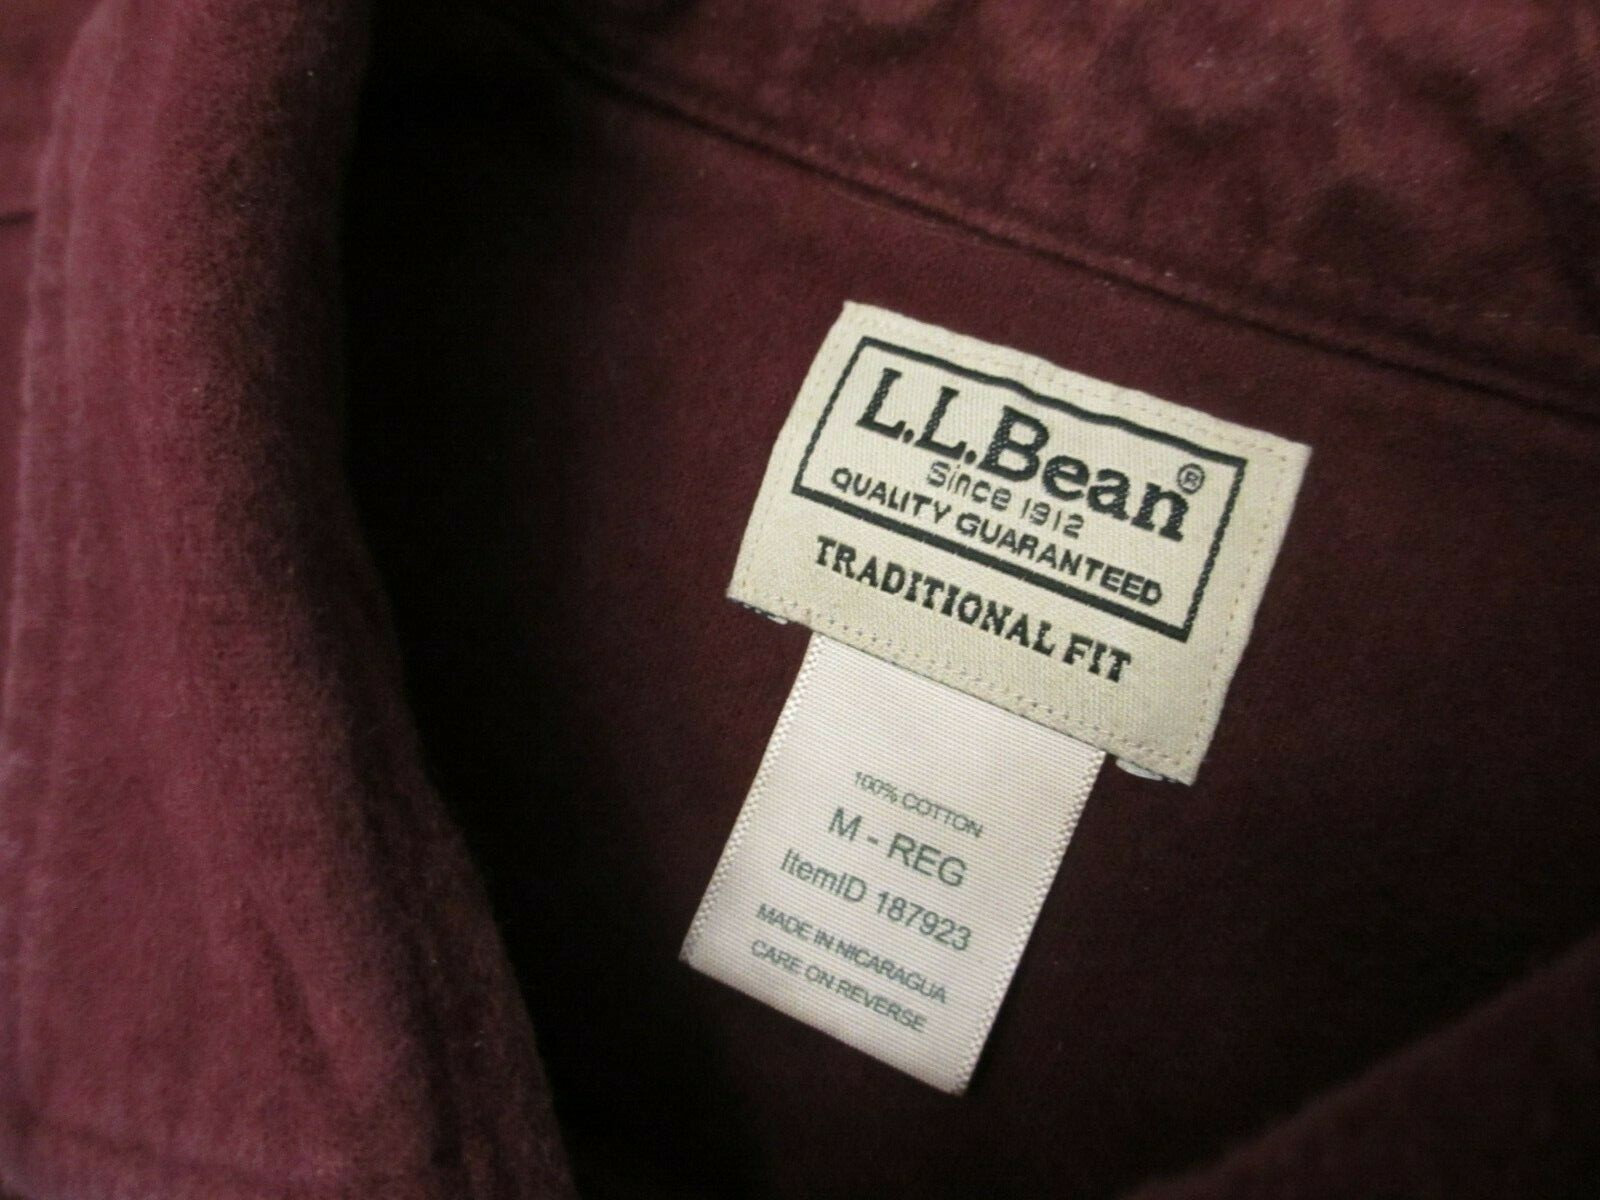 L.L.Bean®
Since 1912
QUALITY GUARANTEED
TRADITIONAL FIT
100% COTTON
M - REG
ItemID 187923
MADE IN NICARAGUA
CARE ON REVERSE